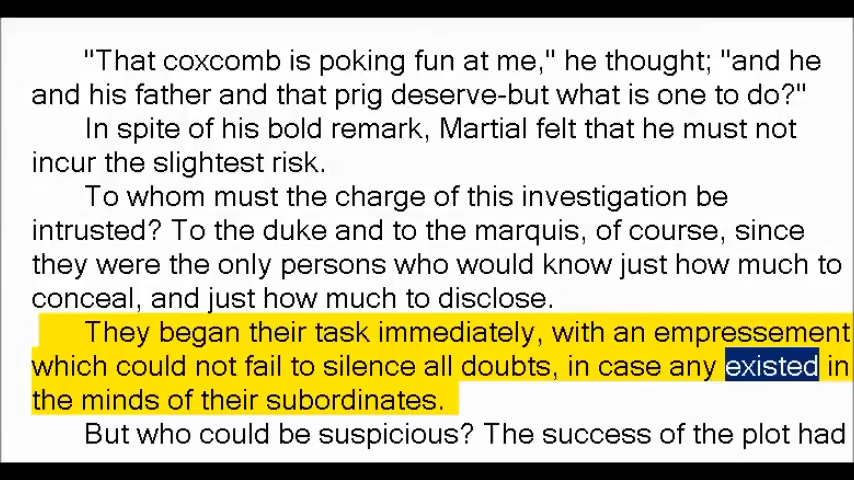 "That coxcomb is poking fun at me," he thought; "and he
and his father and that prig deserve-but what is one to do?"
In spite of his bold remark, Martial felt that he must not
incur the slightest risk.
To whom must the charge of this investigation be
intrusted? To the duke and to the marquis, of course, since
they were the only persons who would know just how much to
conceal, and just how much to disclose.
They began their task immediately, with an empressement
which could not fail to silence all doubts, in case any existed in
the minds of their subordinates.
But who could be suspicious? The success of the plot had